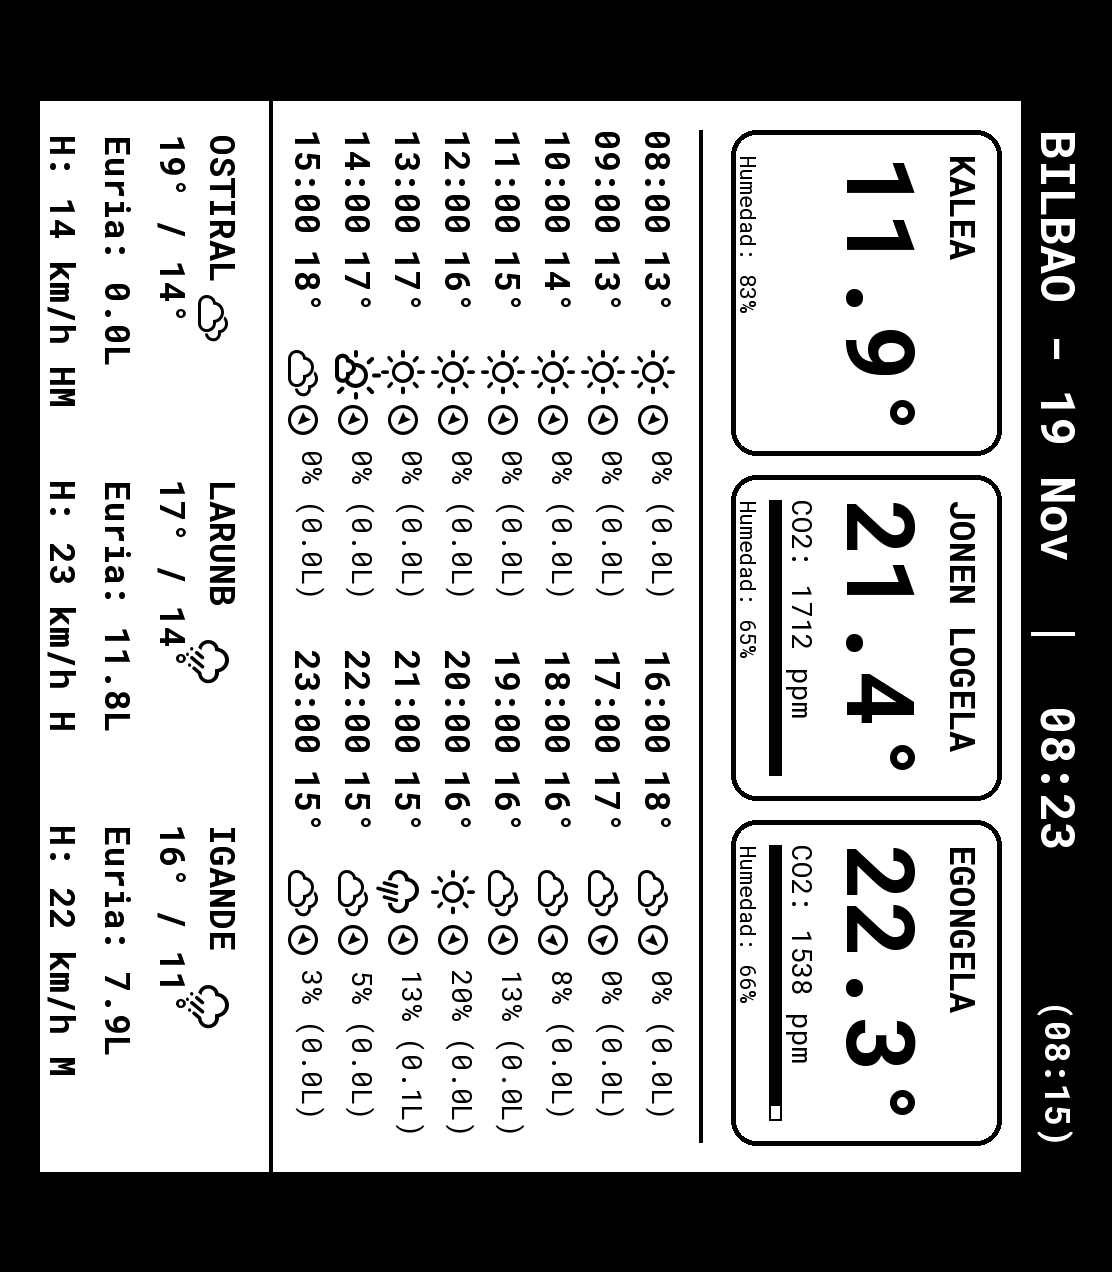 BILBAO - 19 Nov | 08:23 (08:15)
KALEA
11.9°
Humedad: 83%
JONEN LOGELA
21.4°
CO2: 1712 ppm
Humedad: 65%
EGONGELA
22.3°
CO2: 1538 ppm
Humedad: 66%
08:00 13° 0% (0.0L)
09:00 13° 0% (0.0L)
10:00 14° 0% (0.0L)
11:00 15° 0% (0.0L)
12:00 16° 0% (0.0L)
13:00 17° 0% (0.0L)
14:00 17° 0% (0.0L)
15:00 18° 0% (0.0L)
16:00 18° 0% (0.0L)
17:00 17° 0% (0.0L)
18:00 16° 8% (0.0L)
19:00 16° 13% (0.0L)
20:00 16° 20% (0.0L)
21:00 15° 13% (0.1L)
22:00 15° 5% (0.0L)
23:00 15° 3% (0.0L)
OSTIRAL
19° / 14°
Euria: 0.0L
H: 14 km/h HM
LARUNB
17° / 14°
Euria: 11.8L
H: 23 km/h H
IGANDE
16° / 11°
Euria: 7.9L
H: 22 km/h M